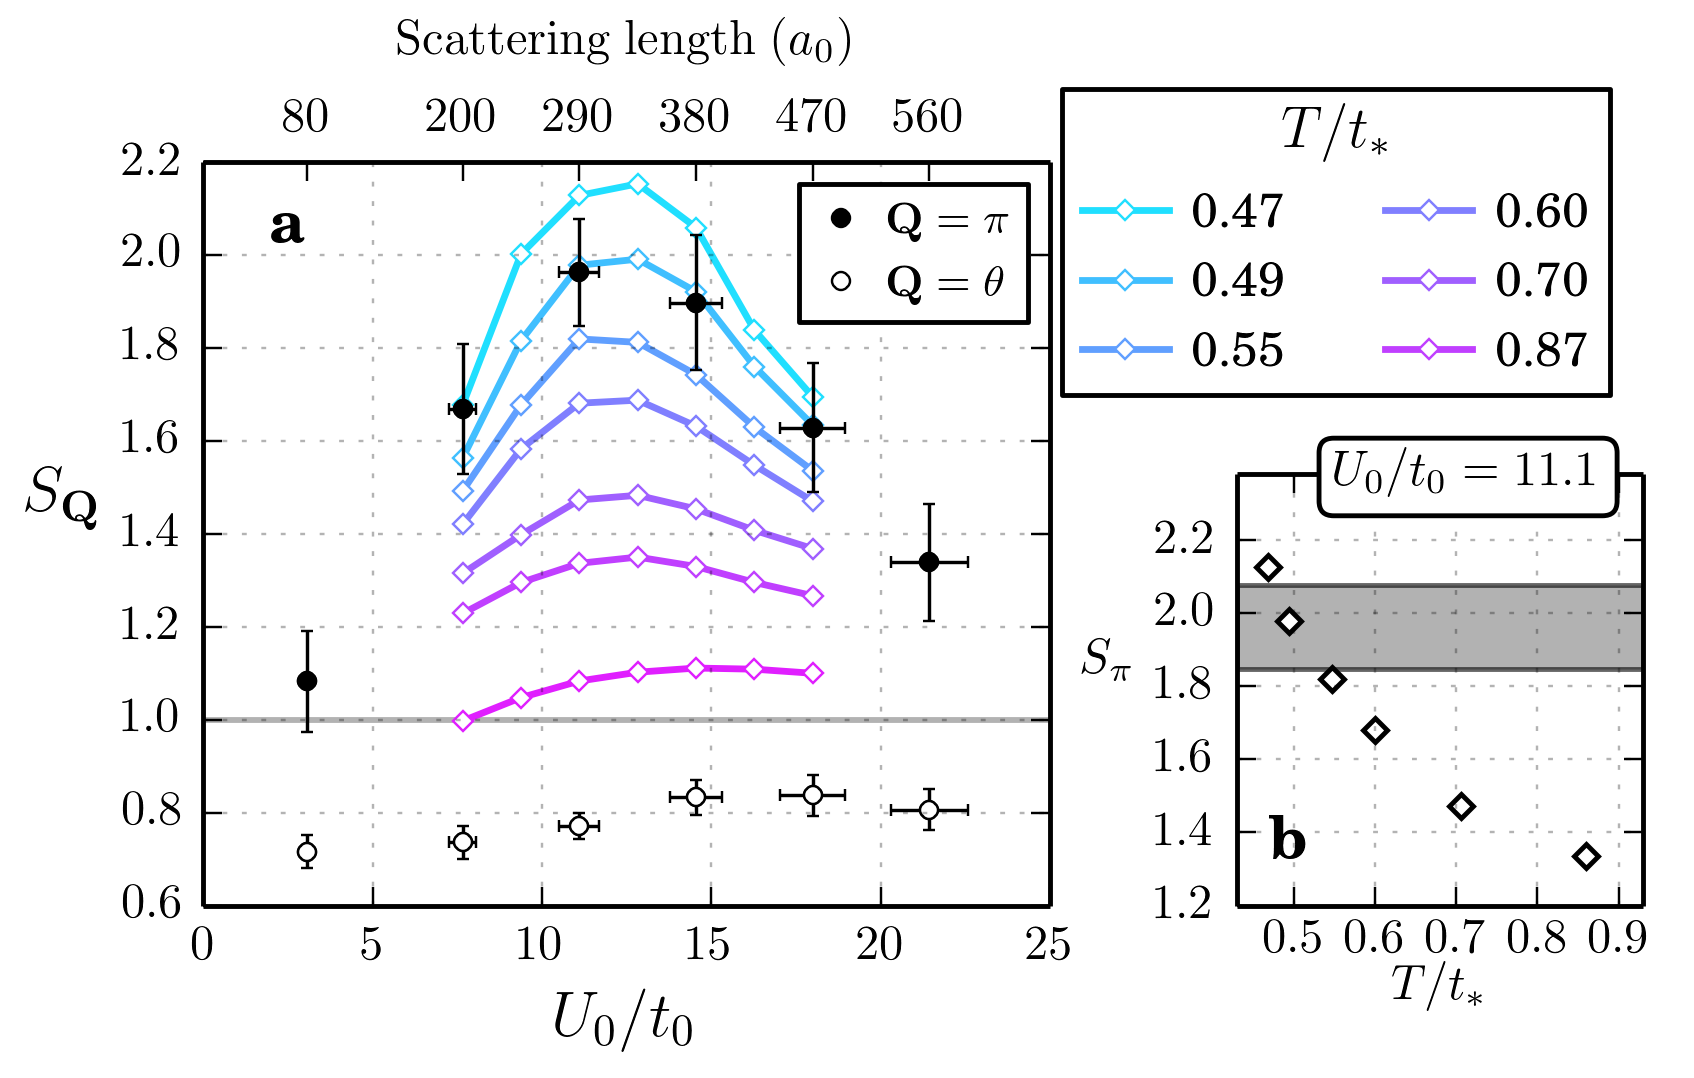 Scattering length (a₀)
80 200 290 380 470 560
a
Q = π
Q = θ
2.2
2.0
1.8
1.6
1.4
1.2
1.0
0.8
0.6
S_Q
0 5 10 15 20 25
U₀/t₀
T/t*
0.47 0.60
0.49 0.70
0.55 0.87
U₀/t₀ = 11.1
2.2
2.0
1.8
1.6
1.4
1.2
S_π
b
0.5 0.6 0.7 0.8 0.9
T/t*